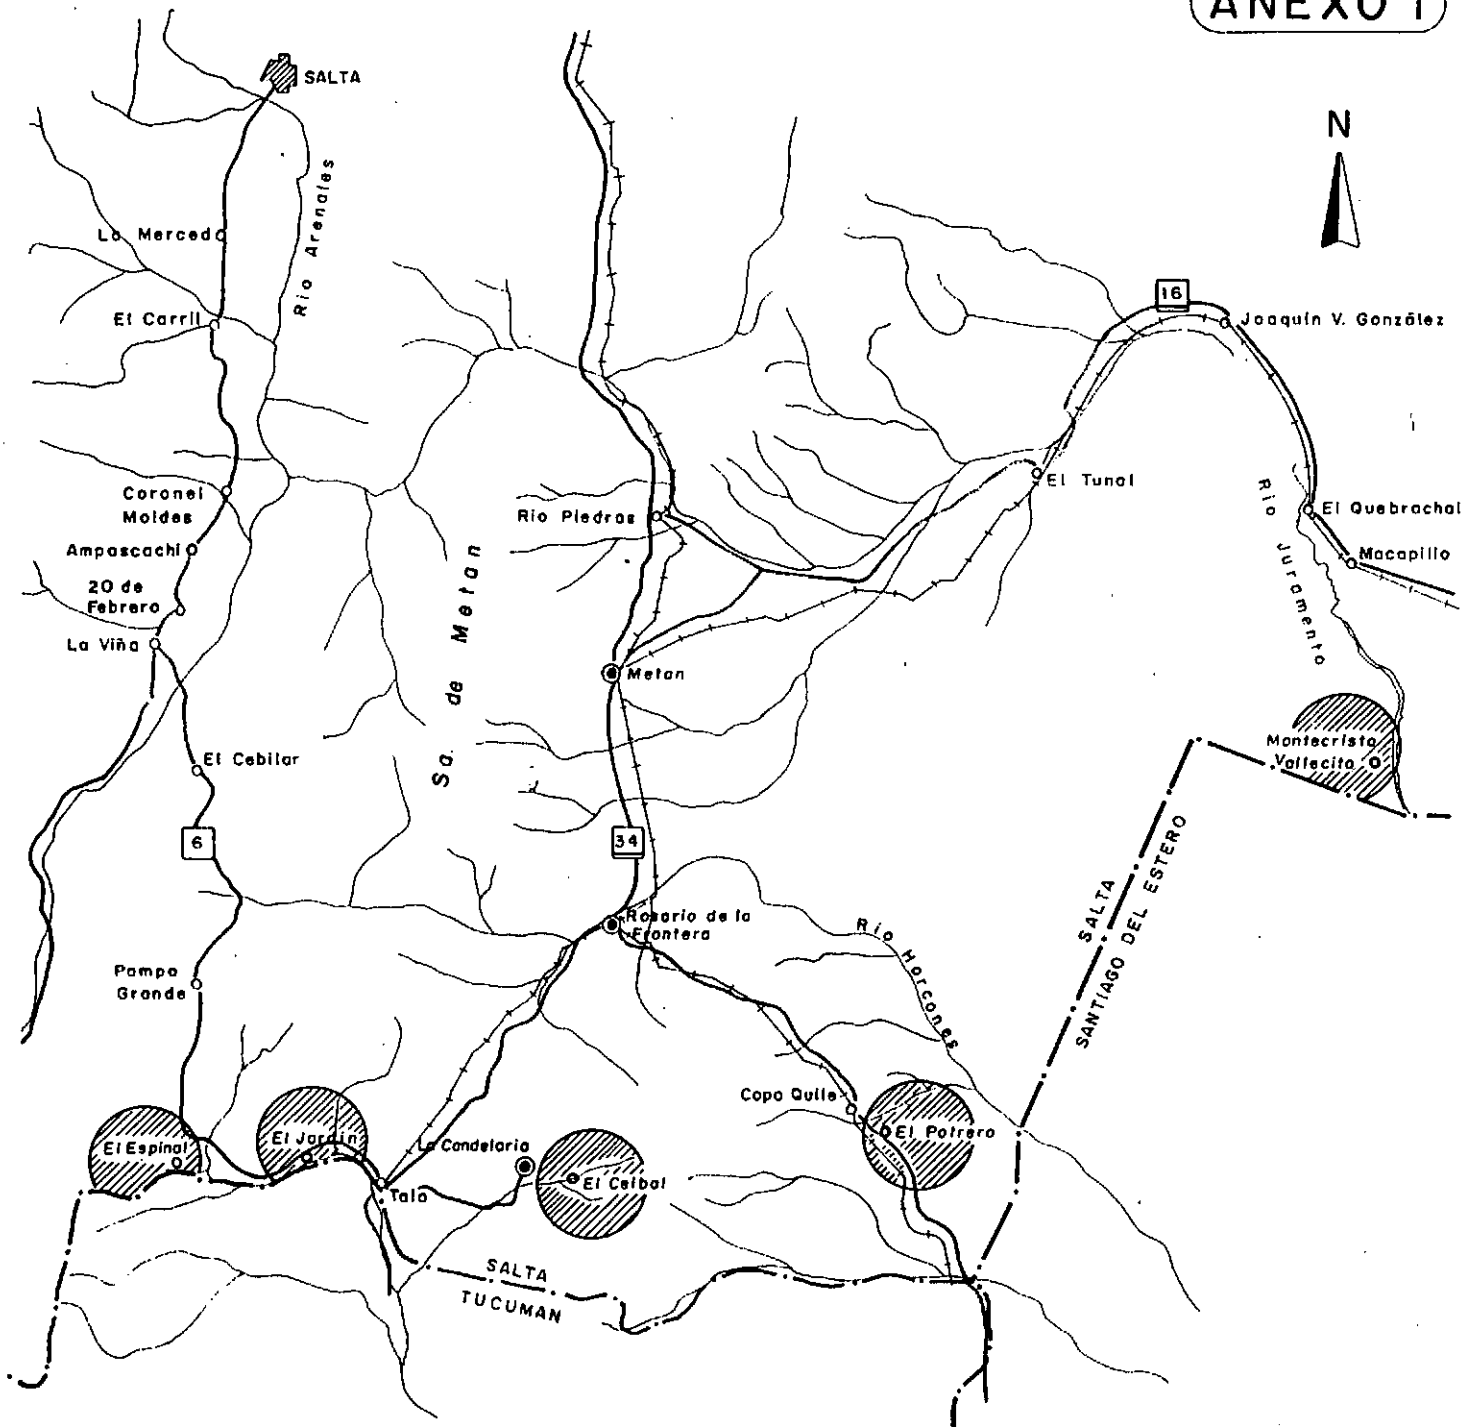 ANEXO 1
SALTA
N
Rio Arenales
La Merced
16
El Carril
Joaquín V. González
El Tunal
Coronel
Moldes
Rio Piedras
El Quebrachal
Rio Juramento
Ampascachi
Macapillo
20 de
Febrero
La Viña
Sa. de Metan
Metan
Montecristo
Vallecito
El Cebilar
6
34
SALTA
SANTIAGO DEL ESTERO
Rosario de la
Frontera
Rio Horcones
Pampa
Grande
Copo Quile
El Potrero
El Espinal
El Jardin
La Candelaria
El Ceibal
Tala
SALTA
TUCUMAN